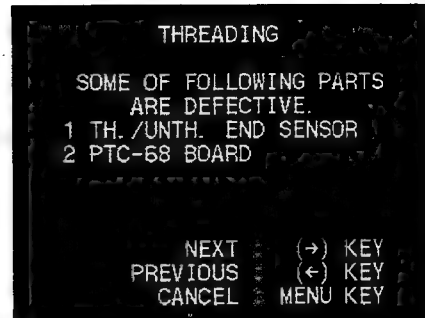 THREADING
SOME OF FOLLOWING PARTS
ARE DEFECTIVE.
1 TH./UNTH. END SENSOR
2 PTC-68 BOARD
NEXT : (→) KEY
PREVIOUS : (←) KEY
CANCEL : MENU KEY